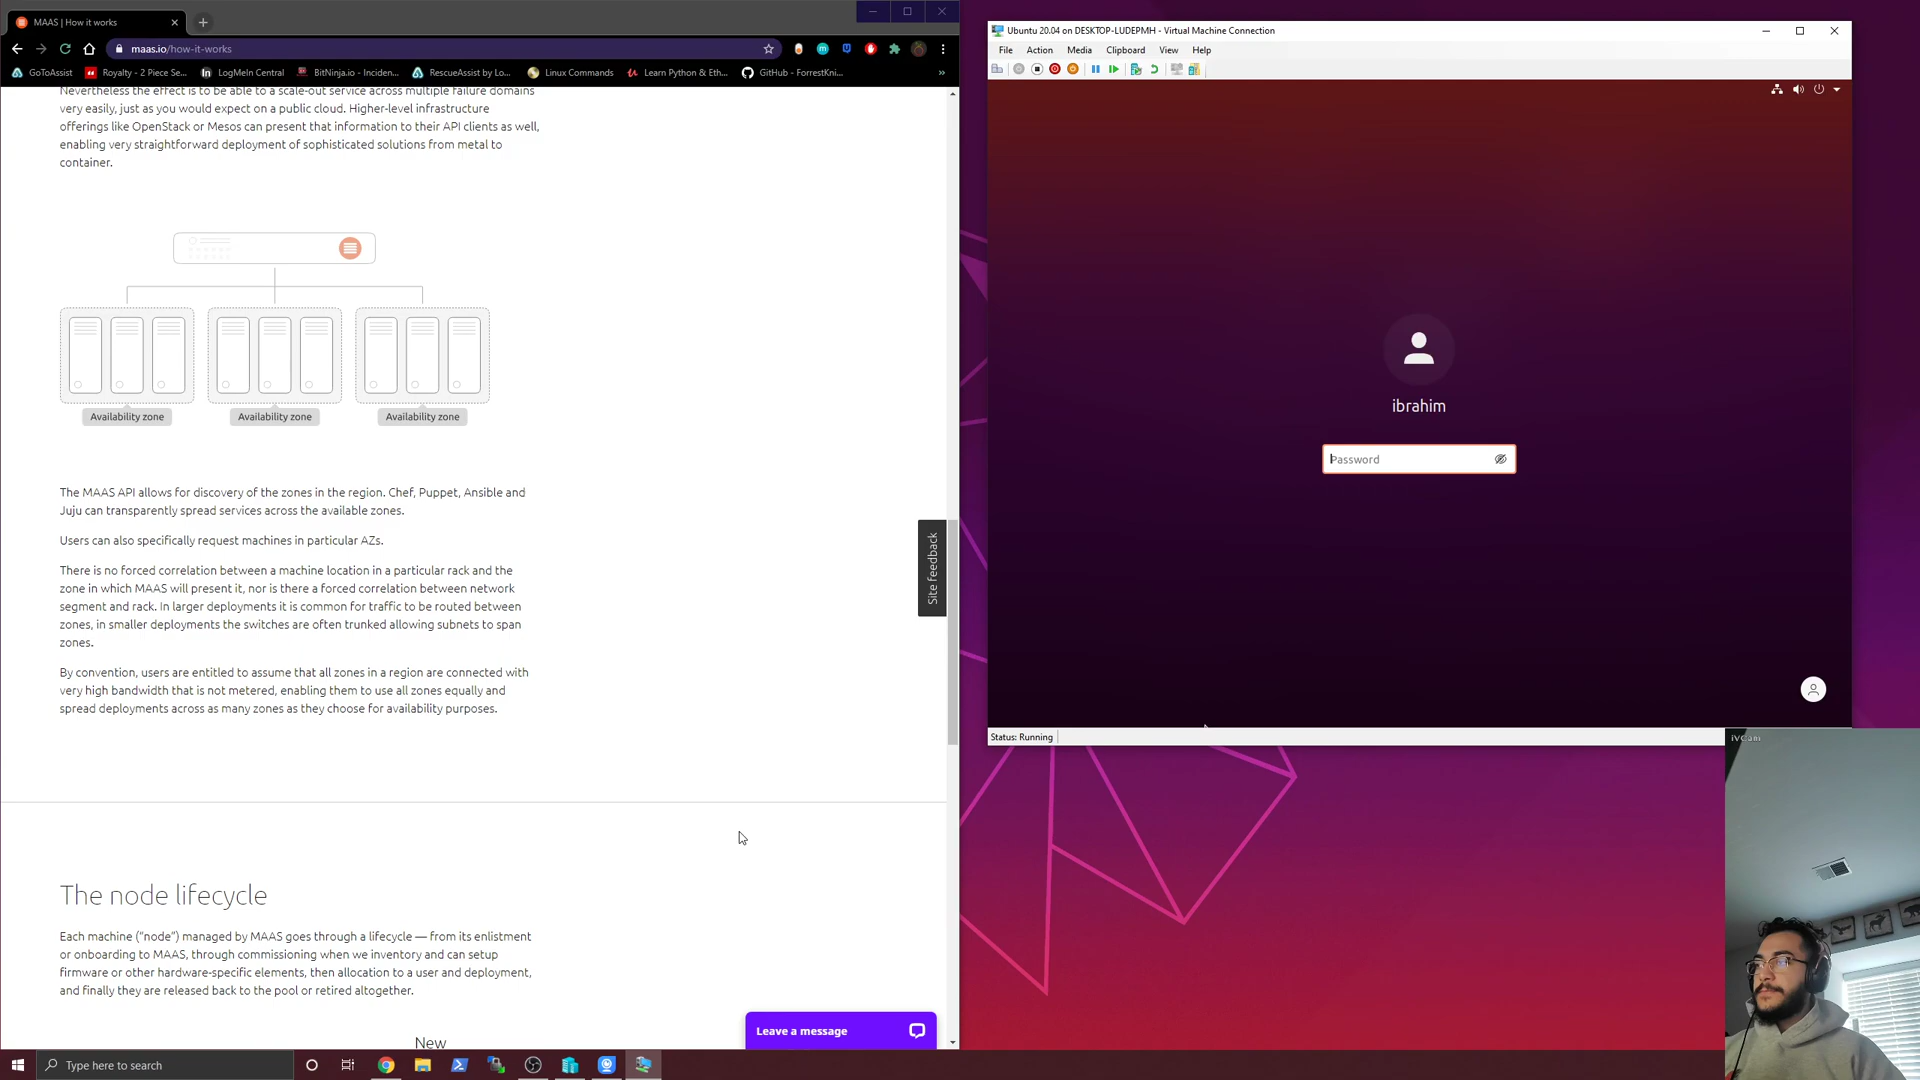 MAAS | How it works
maas.io/how-it-works
GoToAssist
Royalty - 2 Piece Se...
LogMeIn Central
BitNinja.io - Inciden...
RescueAssist by Lo...
Linux Commands
Learn Python & Eth...
GitHub - ForrestKni...
»
Nevertheless the effect is to be able to a scale-out service across multiple failure domains
very easily, just as you would expect on a public cloud. Higher-level infrastructure
offerings like OpenStack or Mesos can present that information to their API clients as well,
enabling very straightforward deployment of sophisticated solutions from metal to
container.
Availability zone
Availability zone
Availability zone
The MAAS API allows for discovery of the zones in the region. Chef, Puppet, Ansible and
Juju can transparently spread services across the available zones.
Users can also specifically request machines in particular AZs.
There is no forced correlation between a machine location in a particular rack and the
zone in which MAAS will present it, nor is there a forced correlation between network
segment and rack. In larger deployments it is common for traffic to be routed between
zones, in smaller deployments the switches are often trunked allowing subnets to span
zones.
By convention, users are entitled to assume that all zones in a region are connected with
very high bandwidth that is not metered, enabling them to use all zones equally and
spread deployments across as many zones as they choose for availability purposes.
Site feedback
The node lifecycle
Each machine (“node”) managed by MAAS goes through a lifecycle — from its enlistment
or onboarding to MAAS, through commissioning when we inventory and can setup
firmware or other hardware-specific elements, then allocation to a user and deployment,
and finally they are released back to the pool or retired altogether.
New
Leave a message
Ubuntu 20.04 on DESKTOP-LUDEPMH - Virtual Machine Connection
File Action Media Clipboard View Help
ibrahim
Password
Status: Running
iVCam
Type here to search